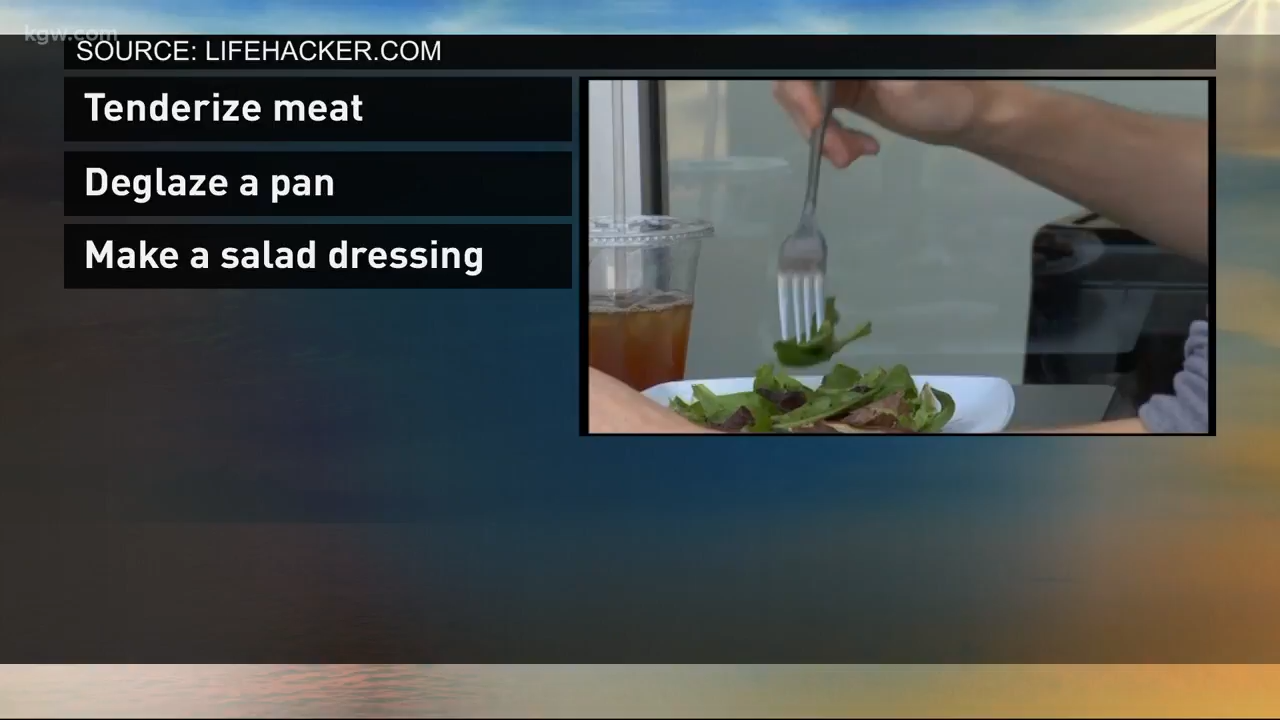 kgw.com
SOURCE: LIFEHACKER.COM
Tenderize meat
Deglaze a pan
Make a salad dressing